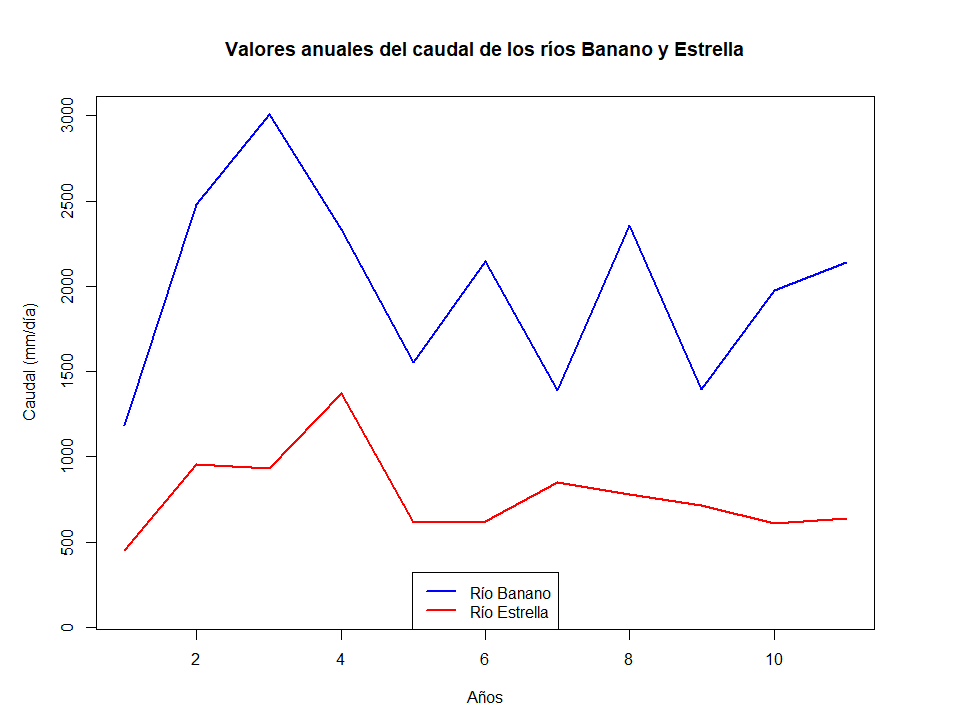 Valores anuales del caudal de los ríos Banano y Estrella
Caudal (mm/día)
3000
2500
2000
1500
1000
500
0
Río Banano
Río Estrella
2 4 6 8 10
Años